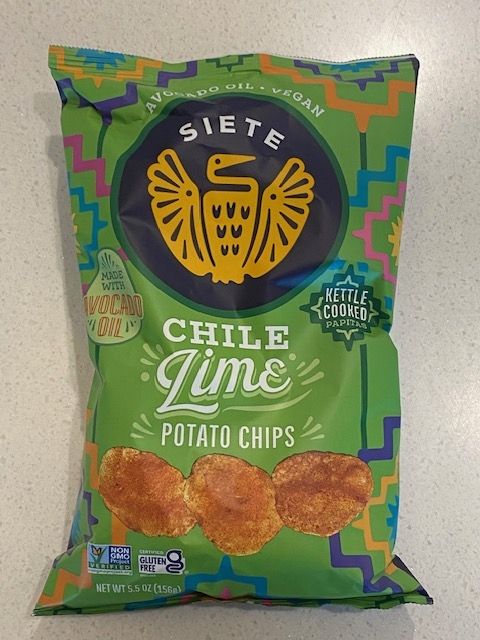 AVOCADO OIL • VEGAN
SIETE
MADE
WITH
AVOCADO
OIL
KETTLE
COOKED
PAPITAS
CHILE
Lime
POTATO CHIPS
NON
GMO
Project
VERIFIED
CERTIFIED
GLUTEN
FREE
NET WT 5.5 OZ (156g)